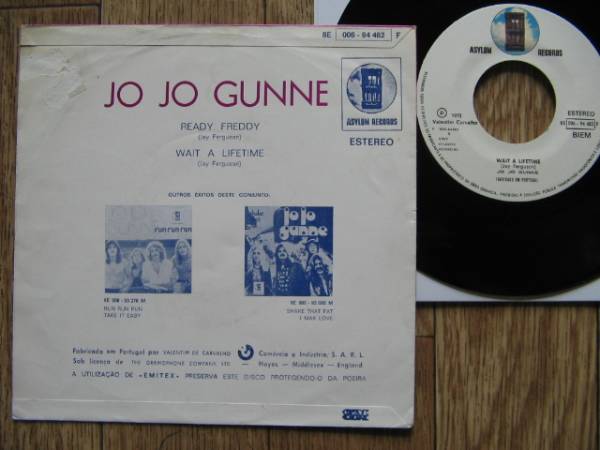 8E 006 - 94 482 F
JO JO GUNNE
READY FREDDY
(Jay Ferguson)
WAIT A LIFETIME
(Jay Ferguson)
ASYLUM RECORDS
ESTEREO
OUTROS ÊXITOS DESTE CONJUNTO:
run run run
jo jo
gunne
RUN RUN RUN
TAKE IT EASY
SHAKE THAT FAT
I MAK LOVE
Fabricado em Portugal por VALENTIM DE CARVALHO
Comércio e Indústria, S. A. R. L.
Sob licença de THE GRAMOPHONE COMPANY, LTD.
— Hayes — Middlesex — England.
A UTILIZAÇÃO DE «EMITEX» PRESERVA ESTE DISCO PROTEGENDO-O DA POEIRA
ASYLUM RECORDS
Valentim de Carvalho
ESTEREO
BIEM
WAIT A LIFETIME
(Jay Ferguson)
JO JO GUNNE
FABRICADO EM PORTUGAL